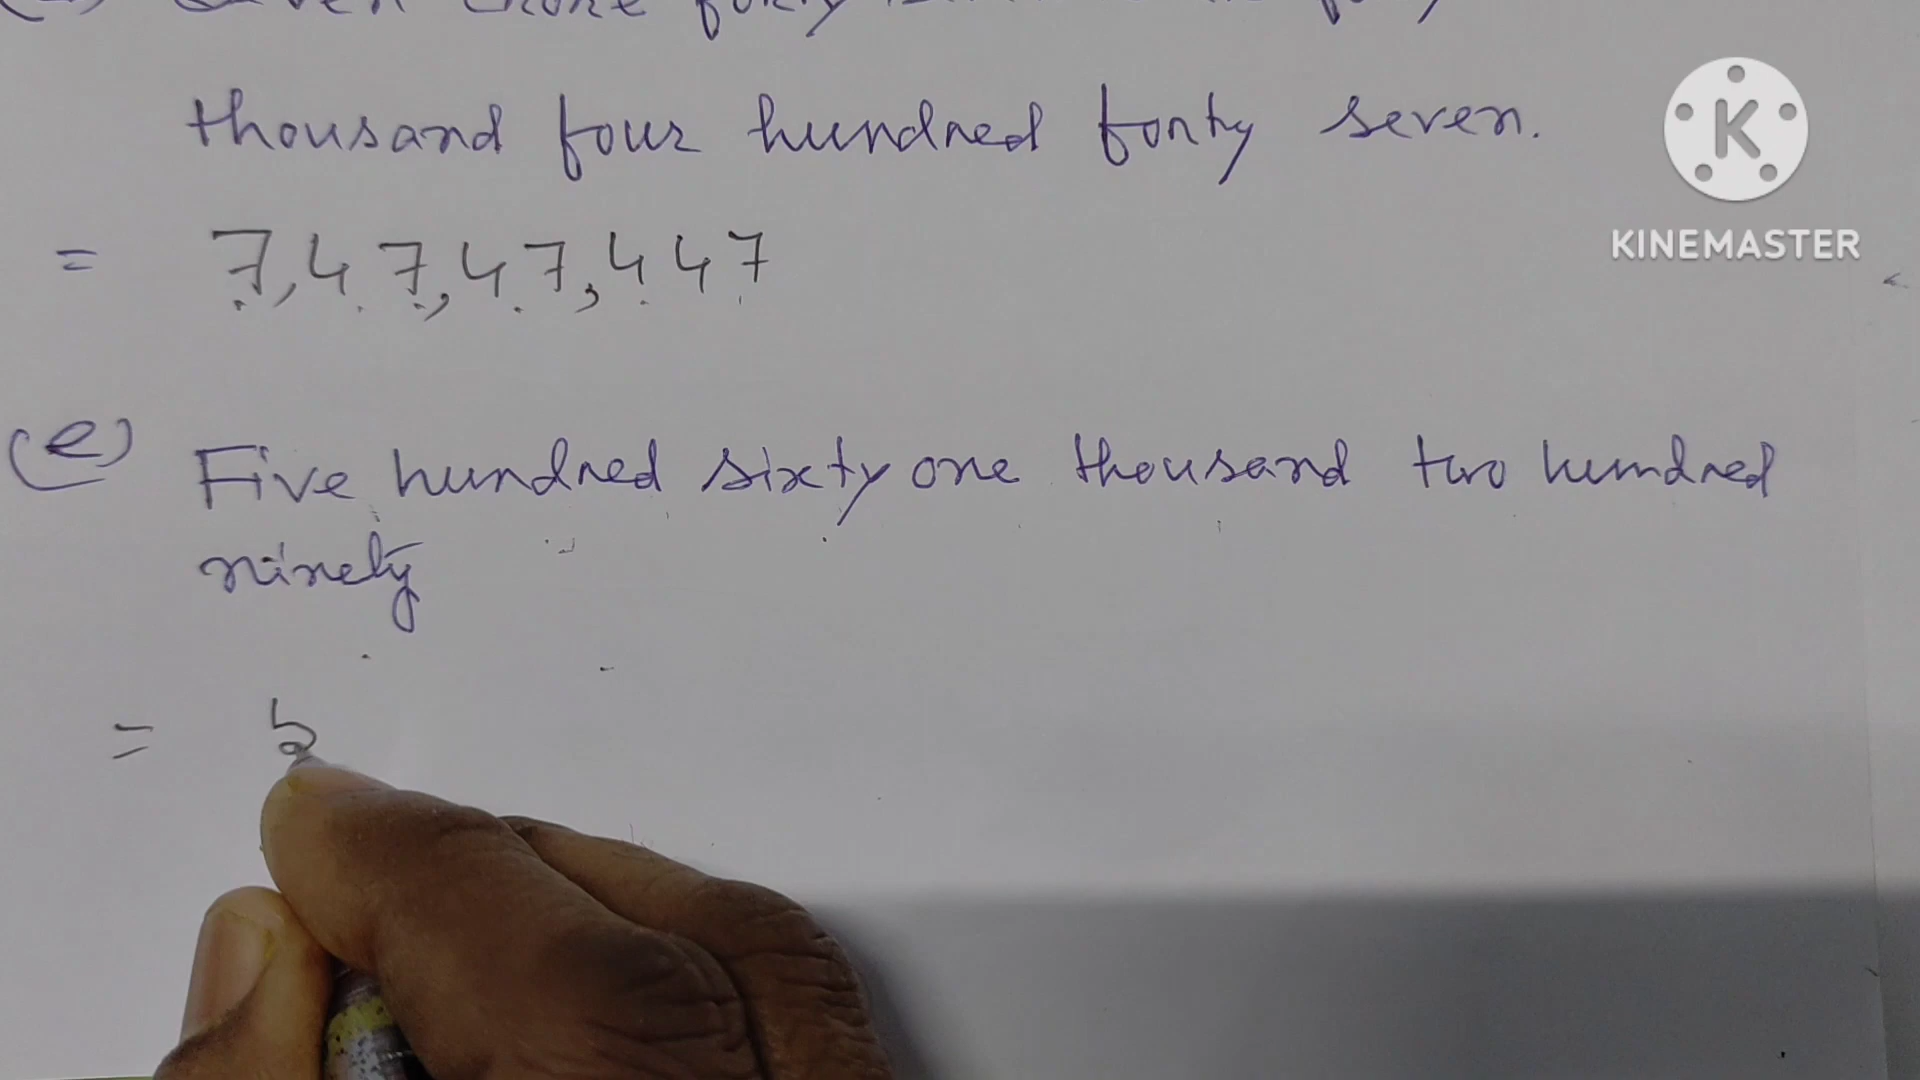 thousand four hundred forty seven.
= 7,47,47,447
(e) Five hundred sixty one thousand two hundred
ninety
= 5
K
KINEMASTER